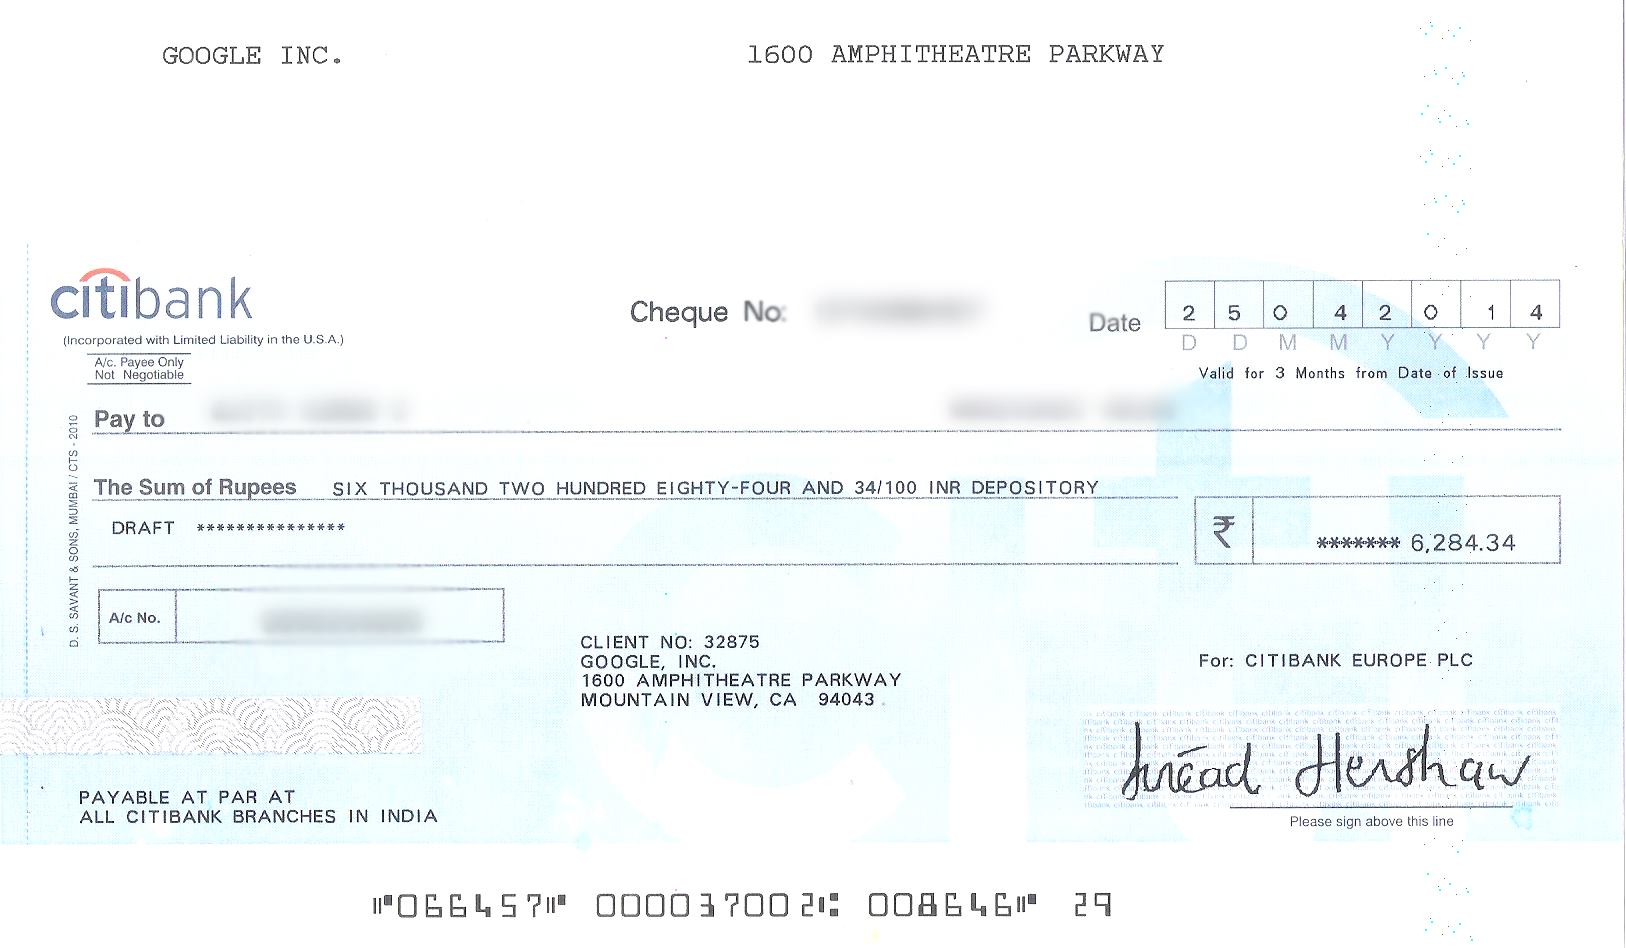 GOOGLE INC. 1600 AMPHITHEATRE PARKWAY
citibank
(Incorporated with Limited Liability in the U.S.A.)
Cheque No:
Date 2 5 0 4 2 0 1 4
D D M M Y Y Y Y
A/c. Payee Only
Not Negotiable
Valid for 3 Months from Date of Issue
Pay to
The Sum of Rupees SIX THOUSAND TWO HUNDRED EIGHTY-FOUR AND 34/100 INR DEPOSITORY
DRAFT ***************
₹ ******* 6,284.34
D. S. SAVANT & SONS, MUMBAI / CTS - 2010
A/c No.
CLIENT NO: 32875
GOOGLE, INC.
1600 AMPHITHEATRE PARKWAY
MOUNTAIN VIEW, CA 94043
For: CITIBANK EUROPE PLC
Hershaw
Please sign above this line
PAYABLE AT PAR AT
ALL CITIBANK BRANCHES IN INDIA
⑈066457⑈ 000037002⑆ 008646⑈ 29